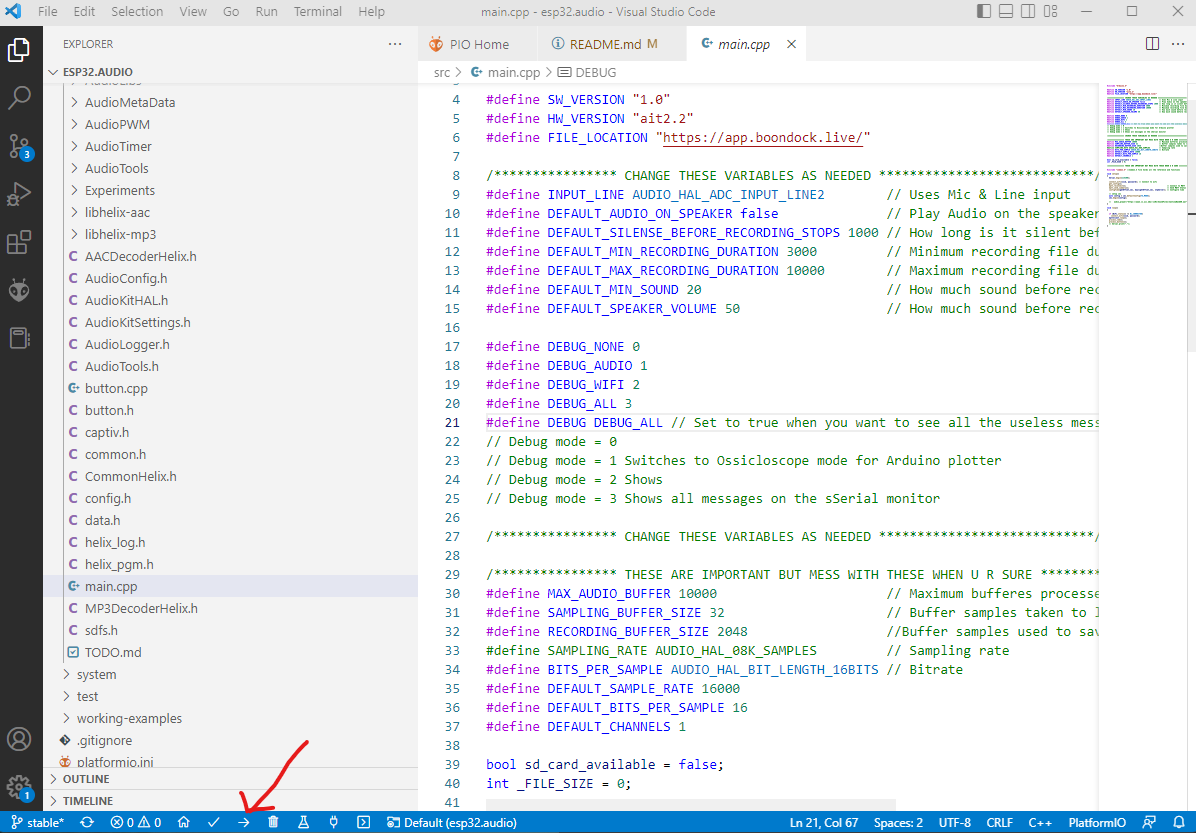 File Edit Selection View Go Run Terminal Help
main.cpp - esp32.audio - Visual Studio Code
EXPLORER
ESP32.AUDIO
AudioMetaData
AudioPWM
AudioTimer
AudioTools
Experiments
libhelix-aac
libhelix-mp3
AACDecoderHelix.h
AudioConfig.h
AudioKitHAL.h
AudioKitSettings.h
AudioLogger.h
AudioTools.h
button.cpp
button.h
captiv.h
common.h
CommonHelix.h
config.h
data.h
helix_log.h
helix_pgm.h
main.cpp
MP3DecoderHelix.h
sdfs.h
TODO.md
system
test
working-examples
.gitignore
platformio.ini
OUTLINE
TIMELINE
3
1
PIO Home
README.md M
main.cpp
src > main.cpp > DEBUG
4 #define SW_VERSION "1.0"
5 #define HW_VERSION "ait2.2"
6 #define FILE_LOCATION "https://app.boondock.live/"
7
8 /**************** CHANGE THESE VARIABLES AS NEEDED ****************************/
9 #define INPUT_LINE AUDIO_HAL_ADC_INPUT_LINE2 // Uses Mic & Line input
10 #define DEFAULT_AUDIO_ON_SPEAKER false // Play Audio on the speaker
11 #define DEFAULT_SILENSE_BEFORE_RECORDING_STOPS 1000 // How long is it silent bef
12 #define DEFAULT_MIN_RECORDING_DURATION 3000 // Minimum recording file du
13 #define DEFAULT_MAX_RECORDING_DURATION 10000 // Maximum recording file du
14 #define DEFAULT_MIN_SOUND 20 // How much sound before rec
15 #define DEFAULT_SPEAKER_VOLUME 50 // How much sound before rec
16
17 #define DEBUG_NONE 0
18 #define DEBUG_AUDIO 1
19 #define DEBUG_WIFI 2
20 #define DEBUG_ALL 3
21 #define DEBUG DEBUG_ALL // Set to true when you want to see all the useless mess
22 // Debug mode = 0
23 // Debug mode = 1 Switches to Ossicloscope mode for Arduino plotter
24 // Debug mode = 2 Shows
25 // Debug mode = 3 Shows all messages on the sSerial monitor
26
27 /**************** CHANGE THESE VARIABLES AS NEEDED ****************************/
28
29 /**************** THESE ARE IMPORTANT BUT MESS WITH THESE WHEN U R SURE ********
30 #define MAX_AUDIO_BUFFER 10000 // Maximum bufferes processe
31 #define SAMPLING_BUFFER_SIZE 32 // Buffer samples taken to l
32 #define RECORDING_BUFFER_SIZE 2048 //Buffer samples used to sav
33 #define SAMPLING_RATE AUDIO_HAL_08K_SAMPLES // Sampling rate
34 #define BITS_PER_SAMPLE AUDIO_HAL_BIT_LENGTH_16BITS // Bitrate
35 #define DEFAULT_SAMPLE_RATE 16000
36 #define DEFAULT_BITS_PER_SAMPLE 16
37 #define DEFAULT_CHANNELS 1
38
39 bool sd_card_available = false;
40 int _FILE_SIZE = 0;
41
stable* 0 0 Default (esp32.audio) Ln 21, Col 67 Spaces: 2 UTF-8 CRLF C++ PlatformIO